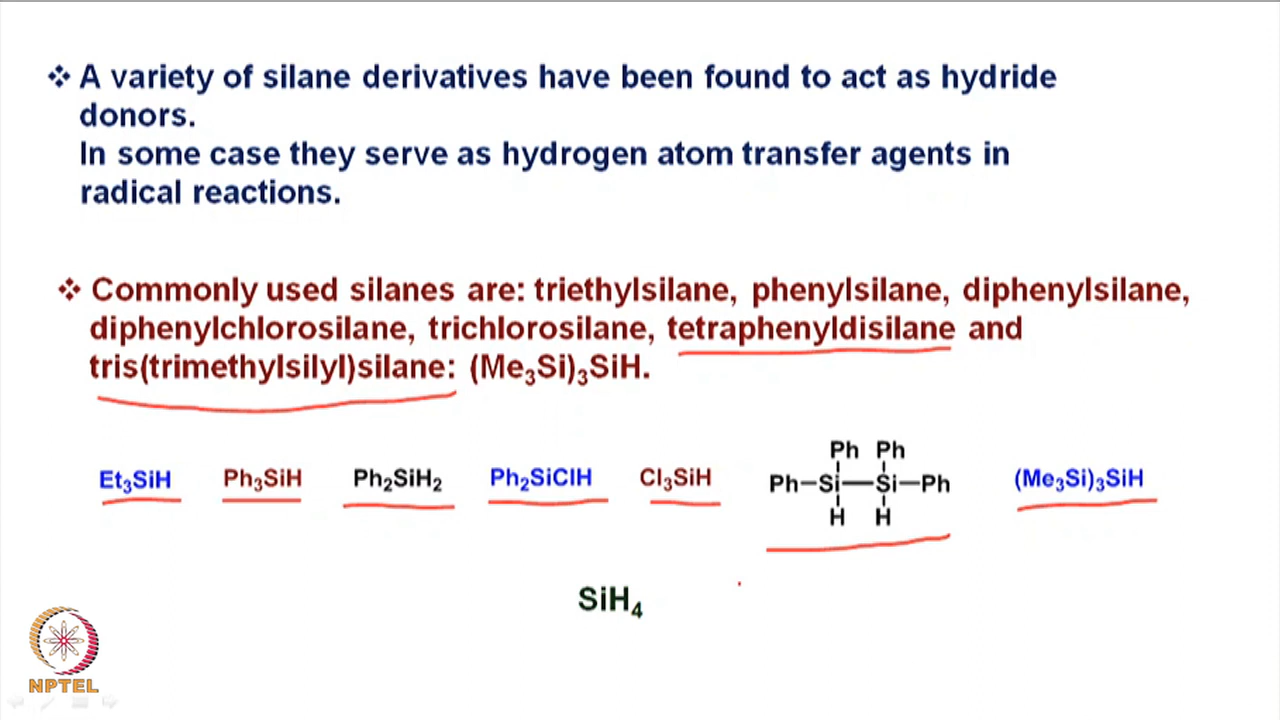 ❖ A variety of silane derivatives have been found to act as hydride
donors.
In some case they serve as hydrogen atom transfer agents in
radical reactions.
❖ Commonly used silanes are: triethylsilane, phenylsilane, diphenylsilane,
diphenylchlorosilane, trichlorosilane, tetraphenyldisilane and
tris(trimethylsilyl)silane: (Me₃Si)₃SiH.
Ph Ph
Et₃SiH Ph₃SiH Ph₂SiH₂ Ph₂SiClH Cl₃SiH Ph–Si–Si–Ph (Me₃Si)₃SiH
H H
SiH₄
NPTEL